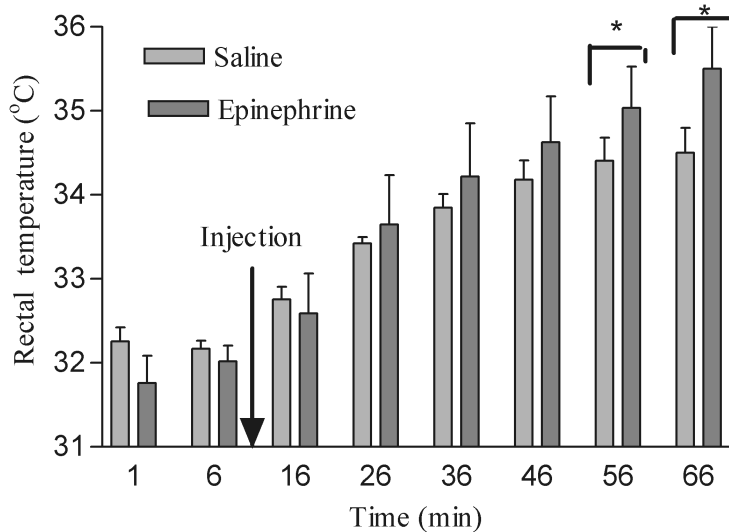 *
*
36
Saline
Epinephrine
35
34
Injection
33
32
31
Rectal temperature (°C)
1 6 16 26 36 46 56 66
Time (min)